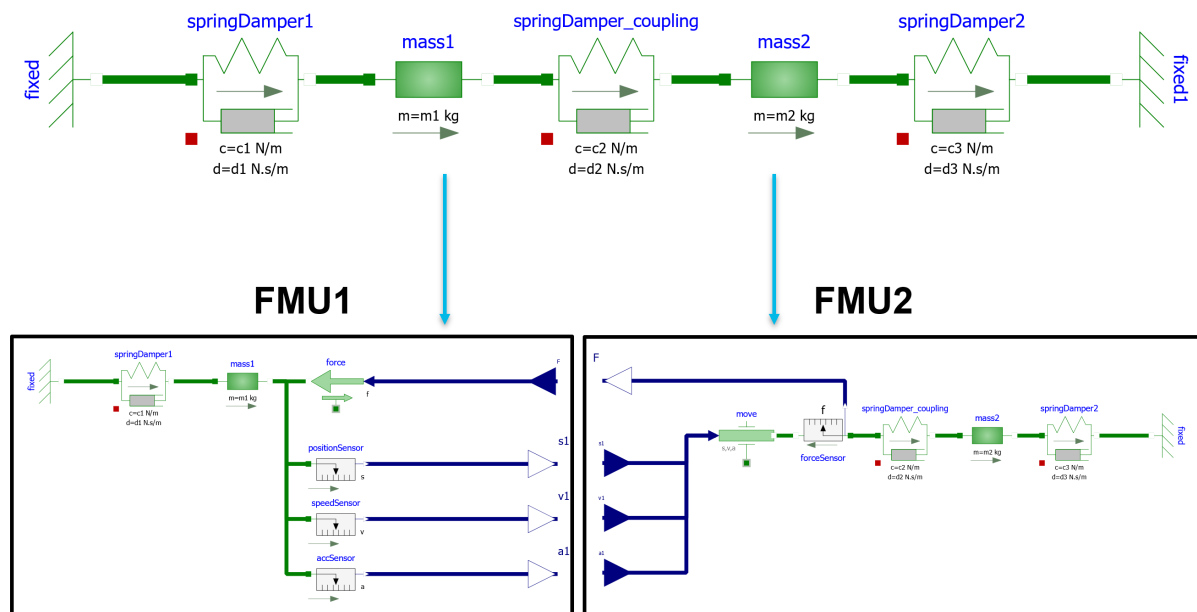 springDamper1
springDamper_coupling
springDamper2
mass1
mass2
fixed
fixed1
m=m1 kg
m=m2 kg
c=c1 N/m
d=d1 N.s/m
c=c2 N/m
d=d2 N.s/m
c=c3 N/m
d=d3 N.s/m
FMU1
FMU2
springDamper1
mass1
force
F
fixed
f
m=m1 kg
c=c1 N/m
d=d1 N.s/m
positionSensor
s1
s
speedSensor
v1
v
accSensor
a1
a
F
move
f
springDamper_coupling
mass2
springDamper2
fixed
s1
s,v,a
forceSensor
m=m2 kg
c=c2 N/m
d=d2 N.s/m
c=c3 N/m
d=d3 N.s/m
v1
a1